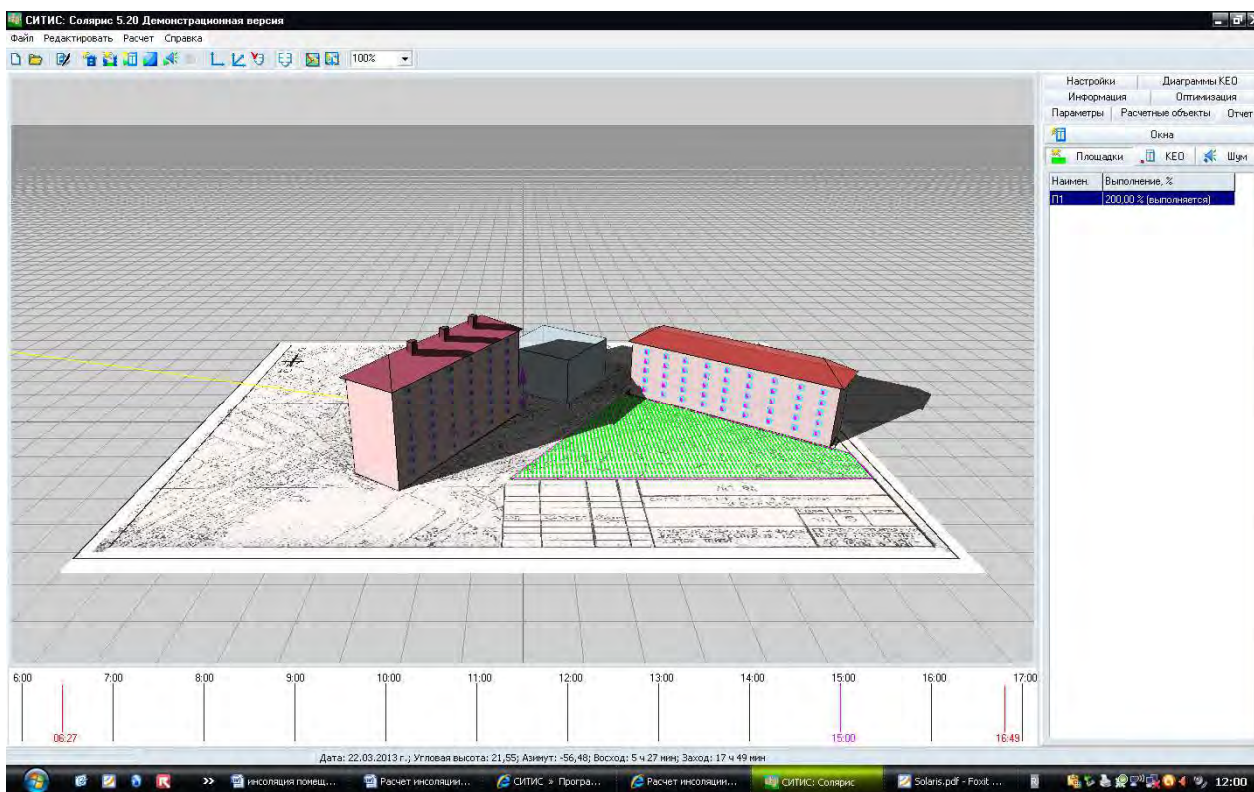 СИТИС: Солярис 5.20 Демонстрационная версия
Файл Редактировать Расчет Справка
100%
Настройки Диаграммы КЕО
Информация Оптимизация
Параметры Расчетные объекты Отчет
Окна
Площадки КЕО Шум
Наимен. Выполнение, %
П1 200,00 % (выполняется)
6:00 7:00 8:00 9:00 10:00 11:00 12:00 13:00 14:00 15:00 16:00 17:00
06:27 15:00 16:49
Дата: 22.03.2013 г.; Угловая высота: 21,55; Азимут: -56,48; Восход: 5 ч 27 мин; Заход: 17 ч 49 мин
инсоляция помещ... Расчет инсоляции... СИТИС » Програ... Расчет инсоляции... СИТИС: Солярис Solaris.pdf - Foxit ... 12:00